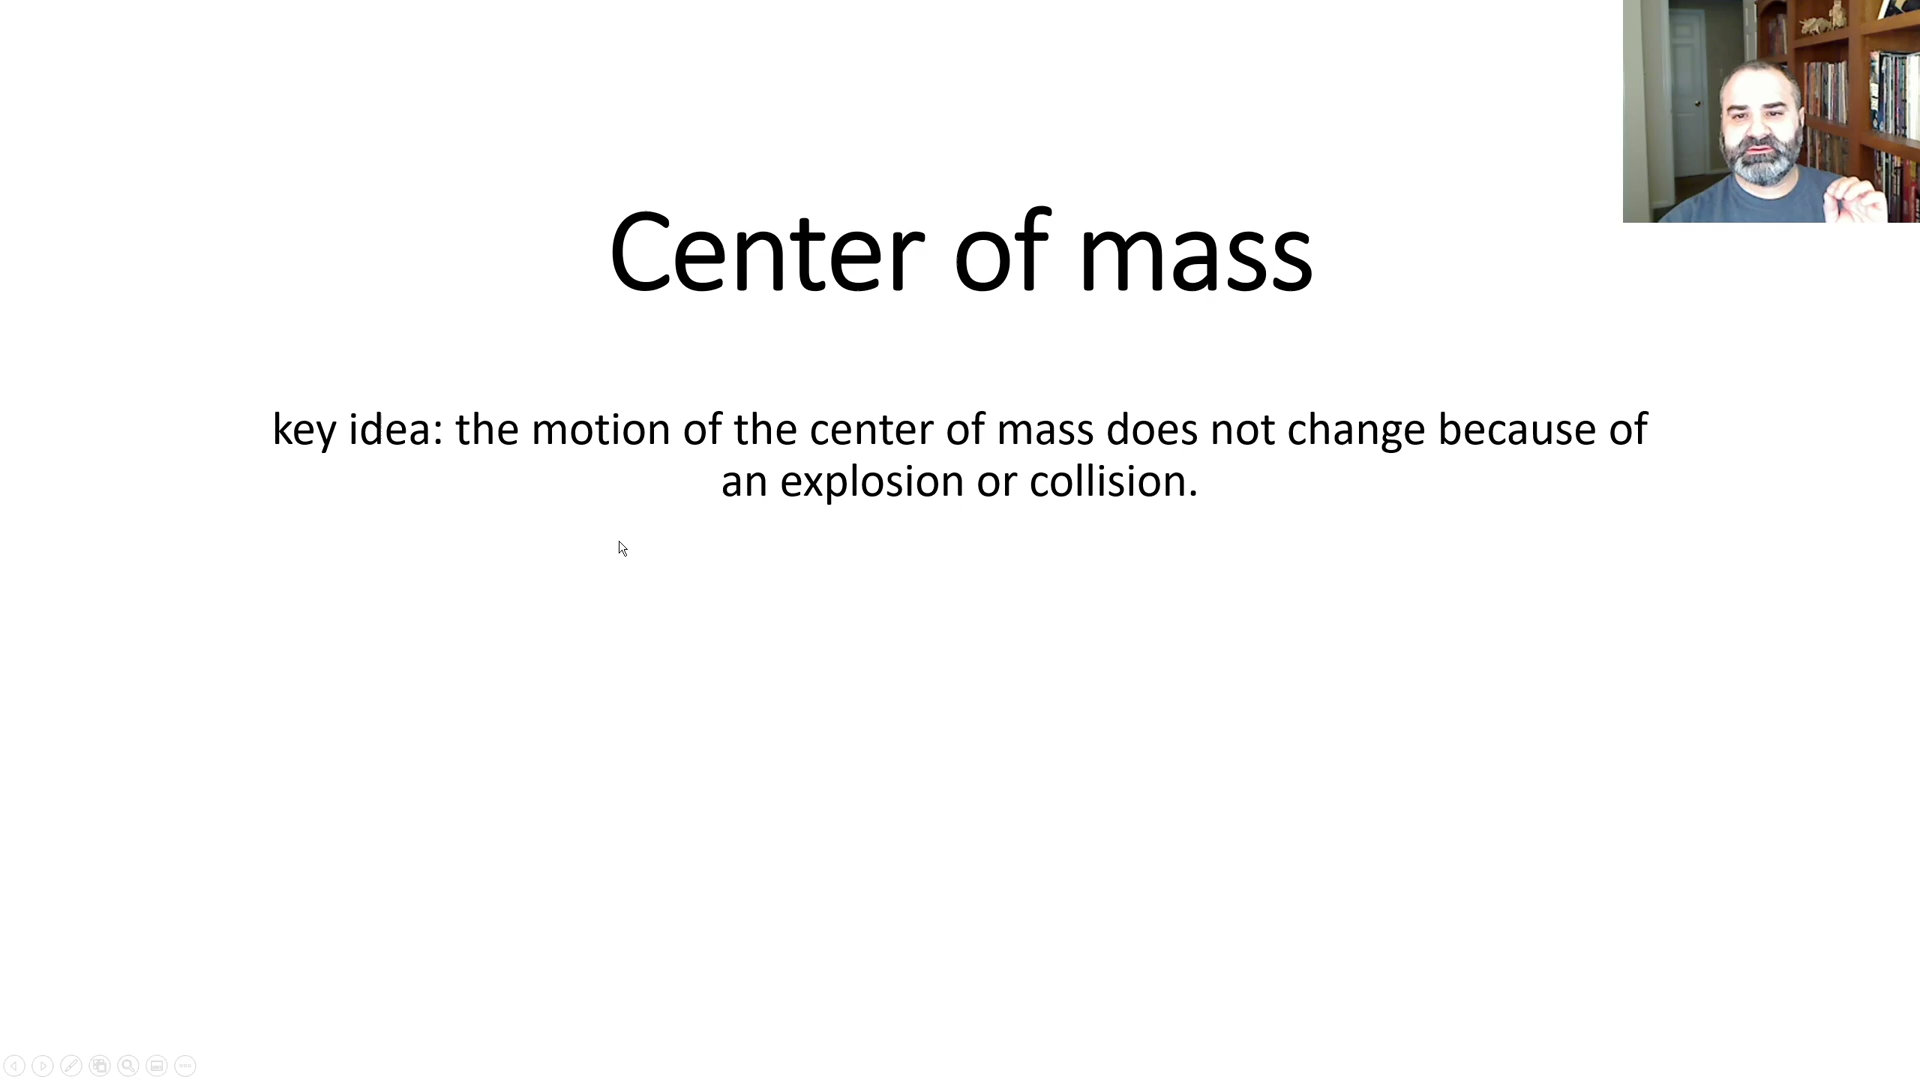 Center of mass
key idea: the motion of the center of mass does not change because of
an explosion or collision.